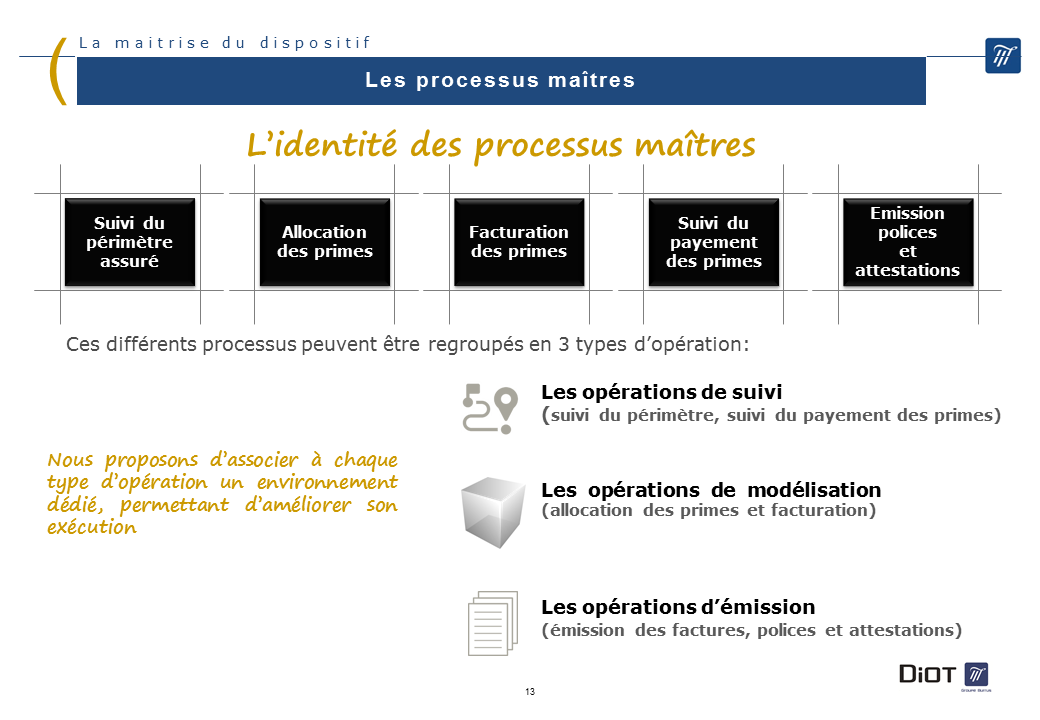 La maitrise du dispositif
Les processus maîtres
L’identité des processus maîtres
Suivi du
périmètre
assuré
Allocation
des primes
Facturation
des primes
Suivi du
payement
des primes
Emission
polices
et
attestations
Ces différents processus peuvent être regroupés en 3 types d’opération:
Les opérations de suivi
(suivi du périmètre, suivi du payement des primes)
Nous proposons d’associer à chaque
type d’opération un environnement
dédié, permettant d’améliorer son
exécution
Les opérations de modélisation
(allocation des primes et facturation)
Les opérations d’émission
(émission des factures, polices et attestations)
DiOT
Groupe Burrus
13